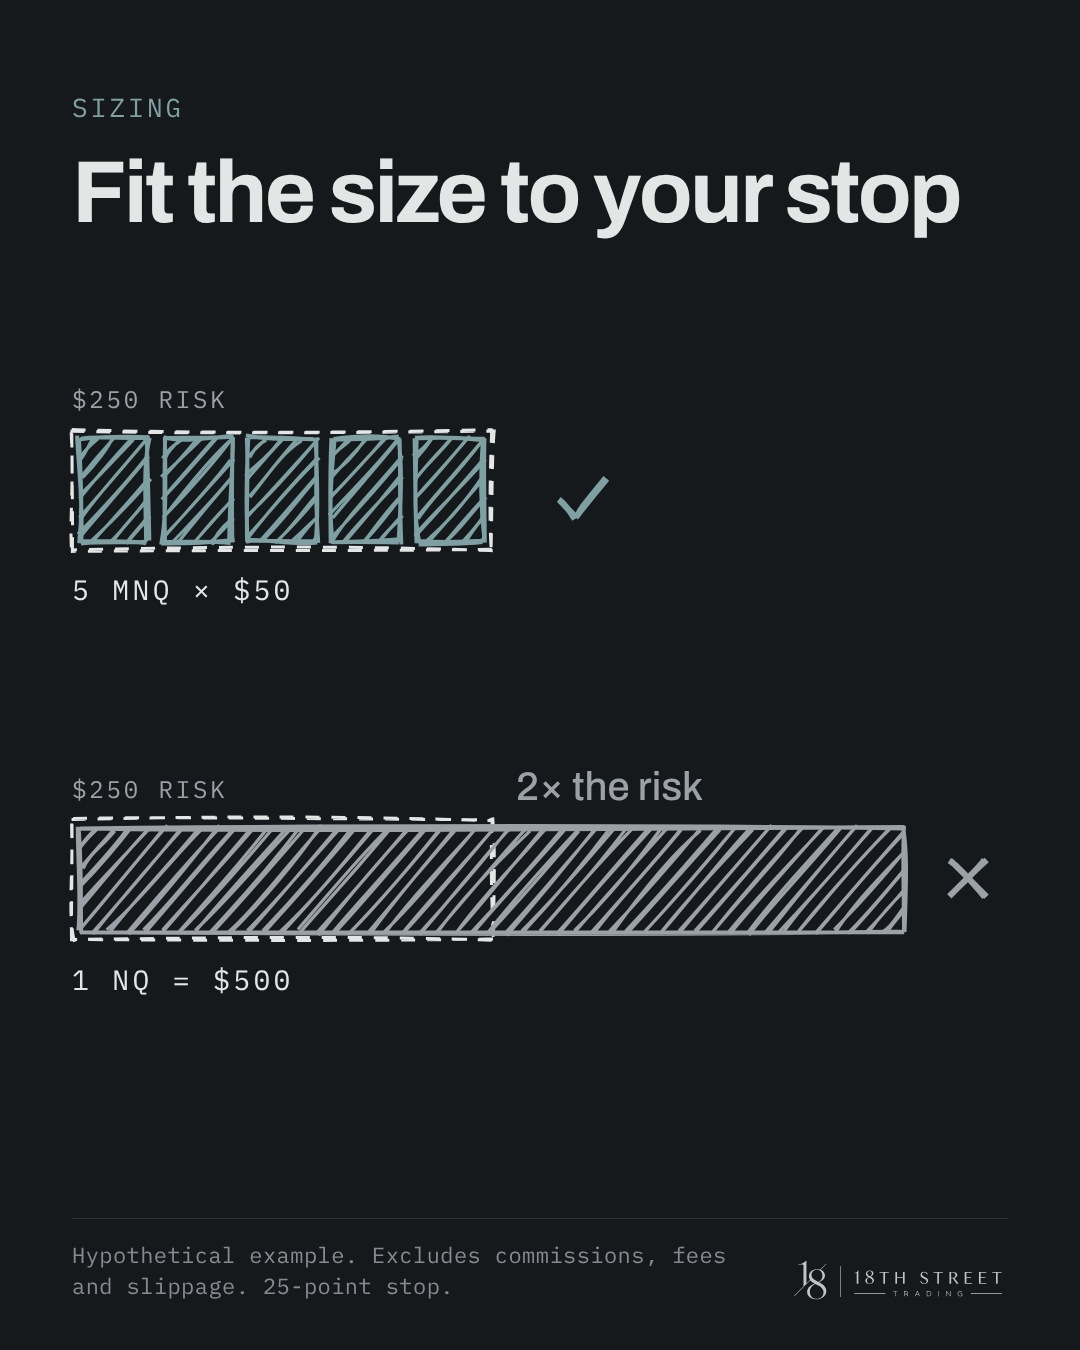 SIZING
Fit the size to your stop
$250 RISK
5 MNQ × $50
$250 RISK
2× the risk
1 NQ = $500
Hypothetical example. Excludes commissions, fees
and slippage. 25-point stop.
18
18TH STREET
TRADING